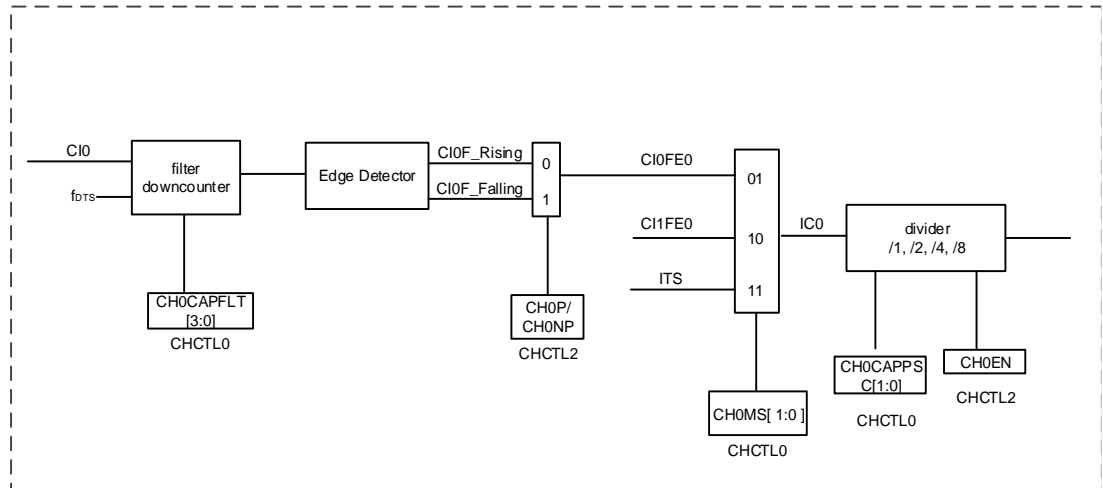 CI0
fDTS
filter
downcounter
CH0CAPFLT
[3:0]
CHCTL0
Edge Detector
CI0F_Rising
CI0F_Falling
0
1
CH0P/
CH0NP
CHCTL2
CI0FE0
CI1FE0
ITS
01
10
11
CH0MS[ 1:0 ]
CHCTL0
IC0
divider
/1, /2, /4, /8
CH0CAPPS
C[1:0]
CHCTL0
CH0EN
CHCTL2